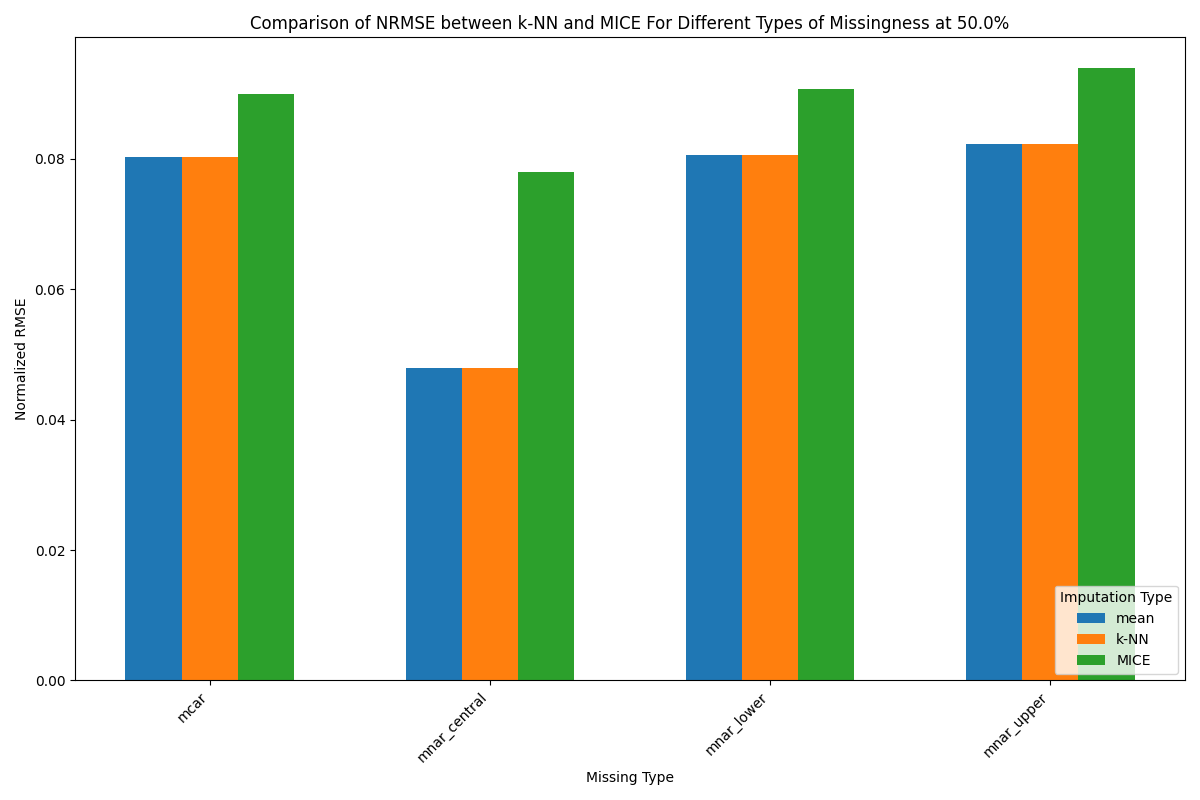 Comparison of NRMSE between k-NN and MICE For Different Types of Missingness at 50.0%
Normalized RMSE
0.08
0.06
0.04
0.02
0.00
mcar
mnar_central
mnar_lower
mnar_upper
Missing Type
Imputation Type
mean
k-NN
MICE